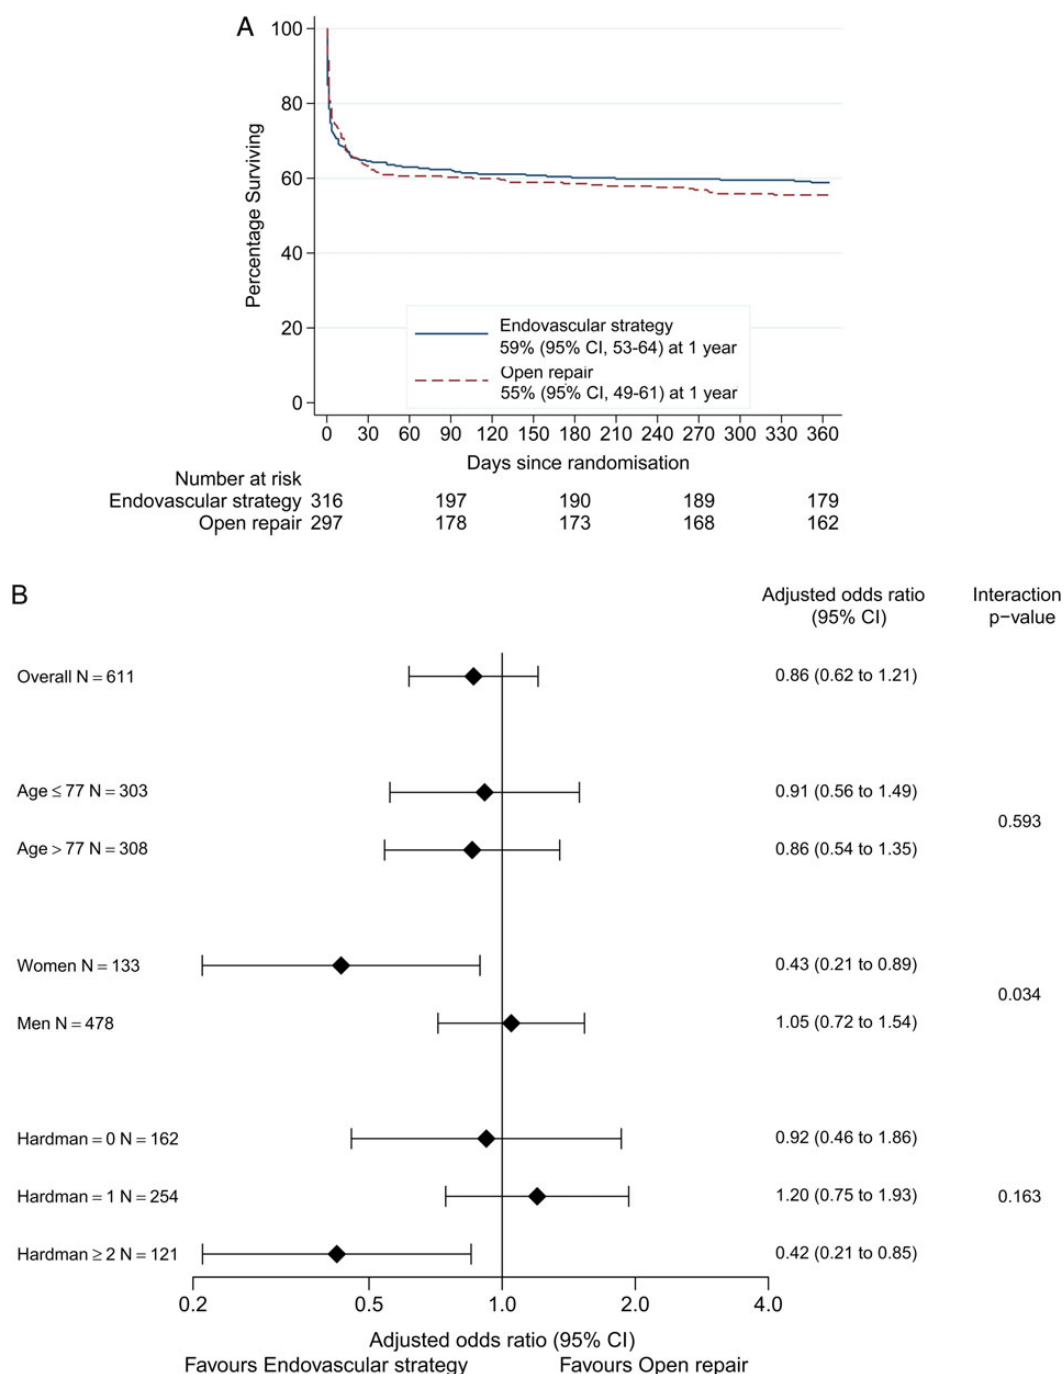 A
Percentage Surviving
100
80
60
40
20
0
Endovascular strategy
59% (95% CI, 53-64) at 1 year
Open repair
55% (95% CI, 49-61) at 1 year
0 30 60 90 120 150 180 210 240 270 300 330 360
Days since randomisation
Number at risk
Endovascular strategy 316 197 190 189 179
Open repair 297 178 173 168 162
B
Adjusted odds ratio (95% CI)
Interaction p−value
Overall N = 611 0.86 (0.62 to 1.21)
Age ≤ 77 N = 303 0.91 (0.56 to 1.49)
0.593
Age > 77 N = 308 0.86 (0.54 to 1.35)
Women N = 133 0.43 (0.21 to 0.89)
0.034
Men N = 478 1.05 (0.72 to 1.54)
Hardman = 0 N = 162 0.92 (0.46 to 1.86)
Hardman = 1 N = 254 1.20 (0.75 to 1.93) 0.163
Hardman ≥ 2 N = 121 0.42 (0.21 to 0.85)
0.2 0.5 1.0 2.0 4.0
Adjusted odds ratio (95% CI)
Favours Endovascular strategy Favours Open repair